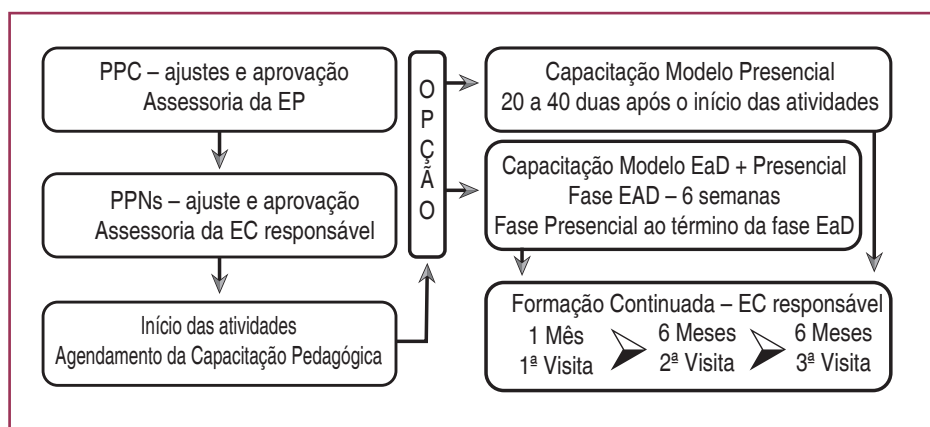 PPC – ajustes e aprovação
Assessoria da EP
PPNs – ajuste e aprovação
Assessoria da EC responsável
Início das atividades
Agendamento da Capacitação Pedagógica
O
P
Ç
Ã
O
Capacitação Modelo Presencial
20 a 40 duas após o início das atividades
Capacitação Modelo EaD + Presencial
Fase EAD – 6 semanas
Fase Presencial ao término da fase EaD
Formação Continuada – EC responsável
1 Mês 6 Meses 6 Meses
1ª Visita 2ª Visita 3ª Visita